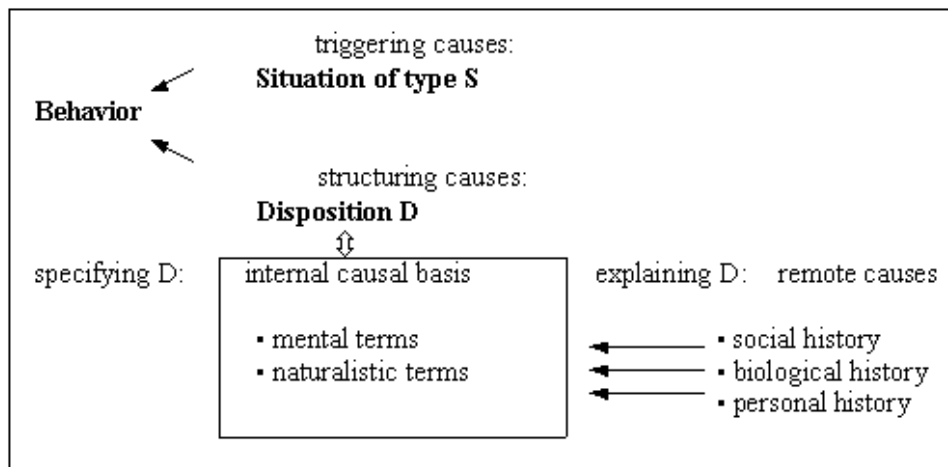 triggering causes:
Situation of type S
Behavior
structuring causes:
Disposition D
specifying D: internal causal basis explaining D: remote causes
▪ mental terms ▪ social history
▪ naturalistic terms ▪ biological history
▪ personal history